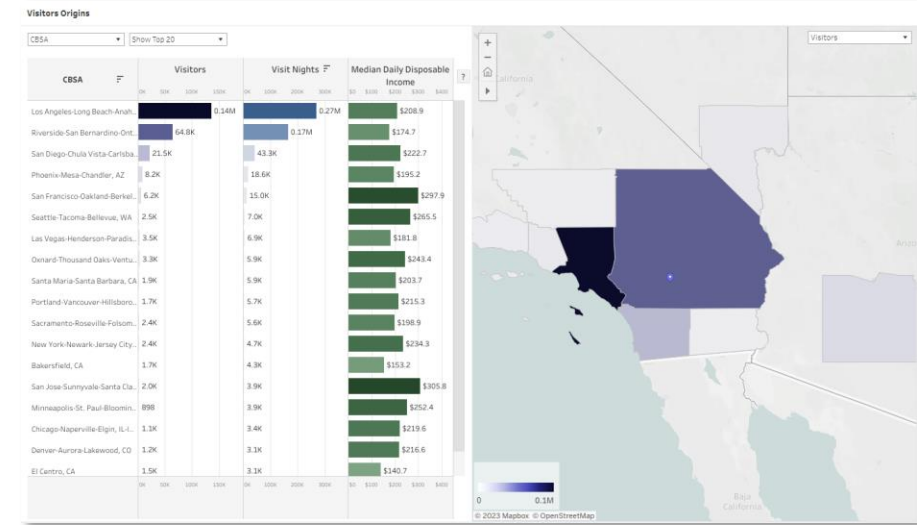 Visitors Origins
CBSA
Show Top 20
Visitors
CBSA
Visitors
Visit Nights
Median Daily Disposable Income
?
0K 50K 100K 150K
0K 100K 200K 300K
$0 $100 $200 $300 $400
Los Angeles-Long Beach-Anah.. 0.14M 0.27M $208.9
Riverside-San Bernardino-Ont.. 64.8K 0.17M $174.7
San Diego-Chula Vista-Carlsba.. 21.5K 43.3K $222.7
Phoenix-Mesa-Chandler, AZ 8.2K 18.6K $195.2
San Francisco-Oakland-Berkel.. 6.2K 15.0K $297.9
Seattle-Tacoma-Bellevue, WA 2.5K 7.0K $265.5
Las Vegas-Henderson-Paradis.. 3.5K 6.9K $181.8
Oxnard-Thousand Oaks-Ventu.. 3.3K 5.9K $243.4
Santa Maria-Santa Barbara, CA 1.9K 5.9K $203.7
Portland-Vancouver-Hillsboro.. 1.7K 5.7K $215.3
Sacramento-Roseville-Folsom.. 2.4K 5.6K $198.9
New York-Newark-Jersey City.. 2.4K 4.7K $234.3
Bakersfield, CA 1.7K 4.3K $153.2
San Jose-Sunnyvale-Santa Cla.. 2.0K 3.9K $305.8
Minneapolis-St. Paul-Bloomin.. 898 3.9K $252.4
Chicago-Naperville-Elgin, IL-I.. 1.1K 3.4K $219.6
Denver-Aurora-Lakewood, CO 1.2K 3.1K $216.6
El Centro, CA 1.5K 3.1K $140.7
0K 50K 100K 150K
0K 100K 200K 300K
$0 $100 $200 $300 $400
California
Baja
California
0 0.1M
© 2023 Mapbox © OpenStreetMap